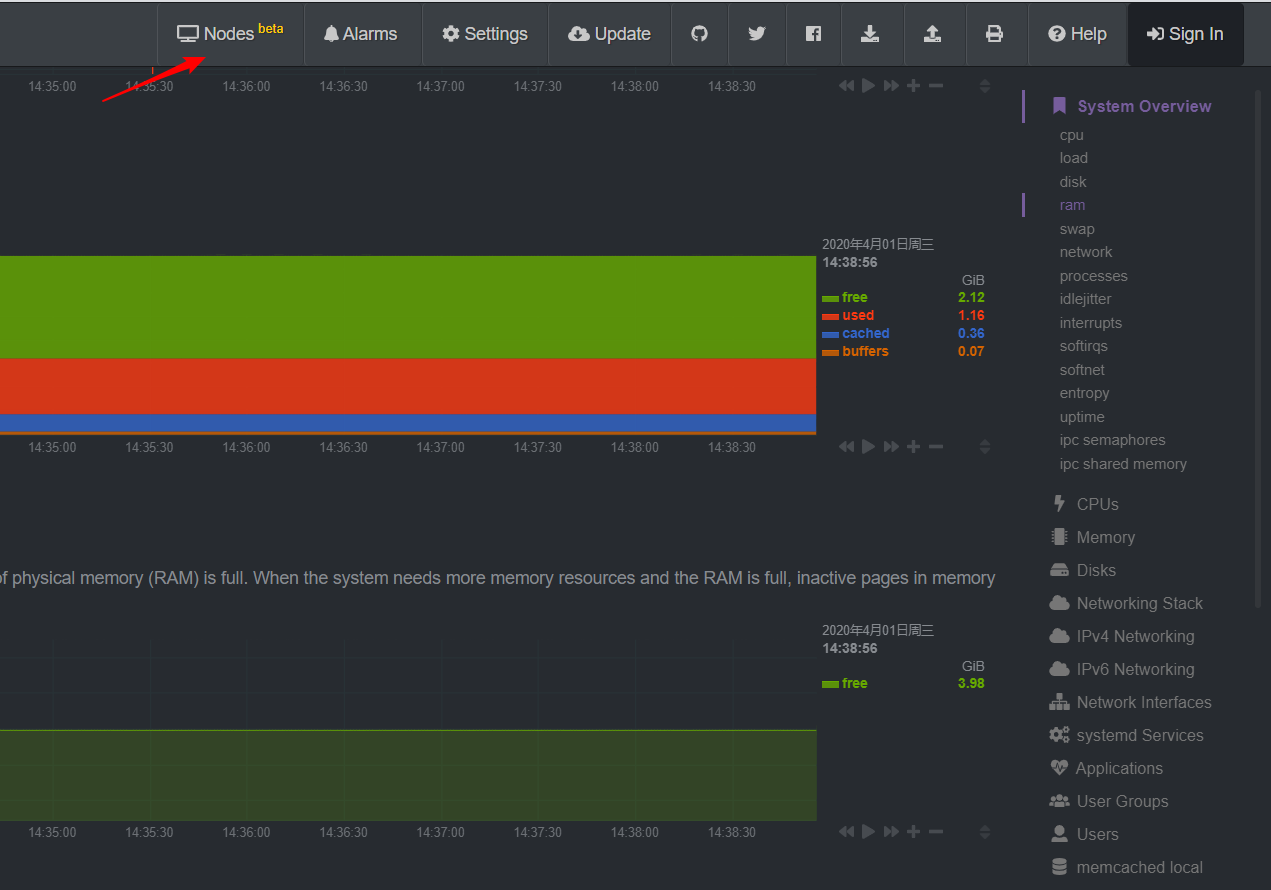 Nodes beta Alarms Settings Update Help Sign In
14:35:00 14:35:30 14:36:00 14:36:30 14:37:00 14:37:30 14:38:00 14:38:30
2020年4月01日周三
14:38:56
GiB
free 2.12
used 1.16
cached 0.36
buffers 0.07
14:35:00 14:35:30 14:36:00 14:36:30 14:37:00 14:37:30 14:38:00 14:38:30
of physical memory (RAM) is full. When the system needs more memory resources and the RAM is full, inactive pages in memory
2020年4月01日周三
14:38:56
GiB
free 3.98
14:35:00 14:35:30 14:36:00 14:36:30 14:37:00 14:37:30 14:38:00 14:38:30
System Overview
cpu
load
disk
ram
swap
network
processes
idlejitter
interrupts
softirqs
softnet
entropy
uptime
ipc semaphores
ipc shared memory
CPUs
Memory
Disks
Networking Stack
IPv4 Networking
IPv6 Networking
Network Interfaces
systemd Services
Applications
User Groups
Users
memcached local